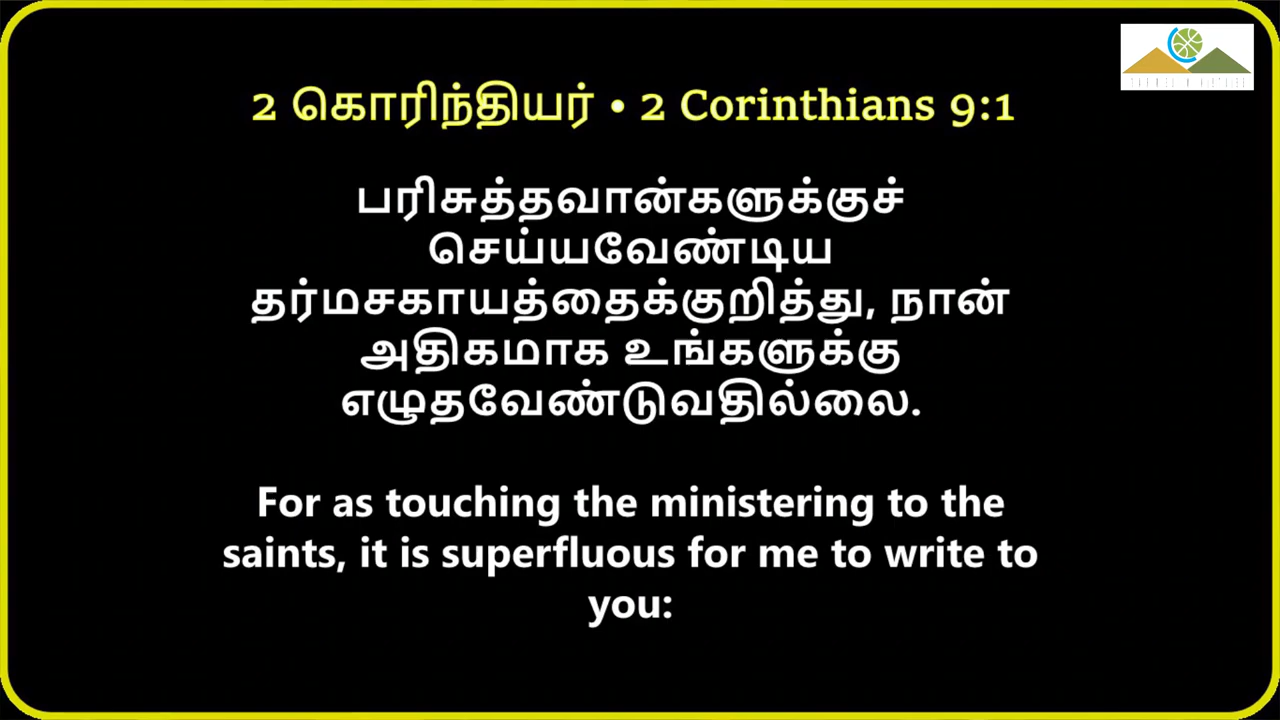 2 கொரிந்தியர் • 2 Corinthians 9:1
பரிசுத்தவான்களுக்குச்
செய்யவேண்டிய
தர்மசகாயத்தைக்குறித்து, நான்
அதிகமாக உங்களுக்கு
எழுதவேண்டுவதில்லை.
For as touching the ministering to the
saints, it is superfluous for me to write to
you: